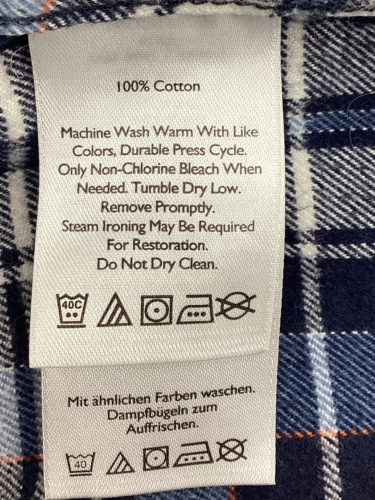 100% Cotton
Machine Wash Warm With Like
Colors, Durable Press Cycle.
Only Non-Chlorine Bleach When
Needed. Tumble Dry Low.
Remove Promptly.
Steam Ironing May Be Required
For Restoration.
Do Not Dry Clean.
40C
Mit ähnlichen Farben waschen.
Dampfbügeln zum
Auffrischen.
40